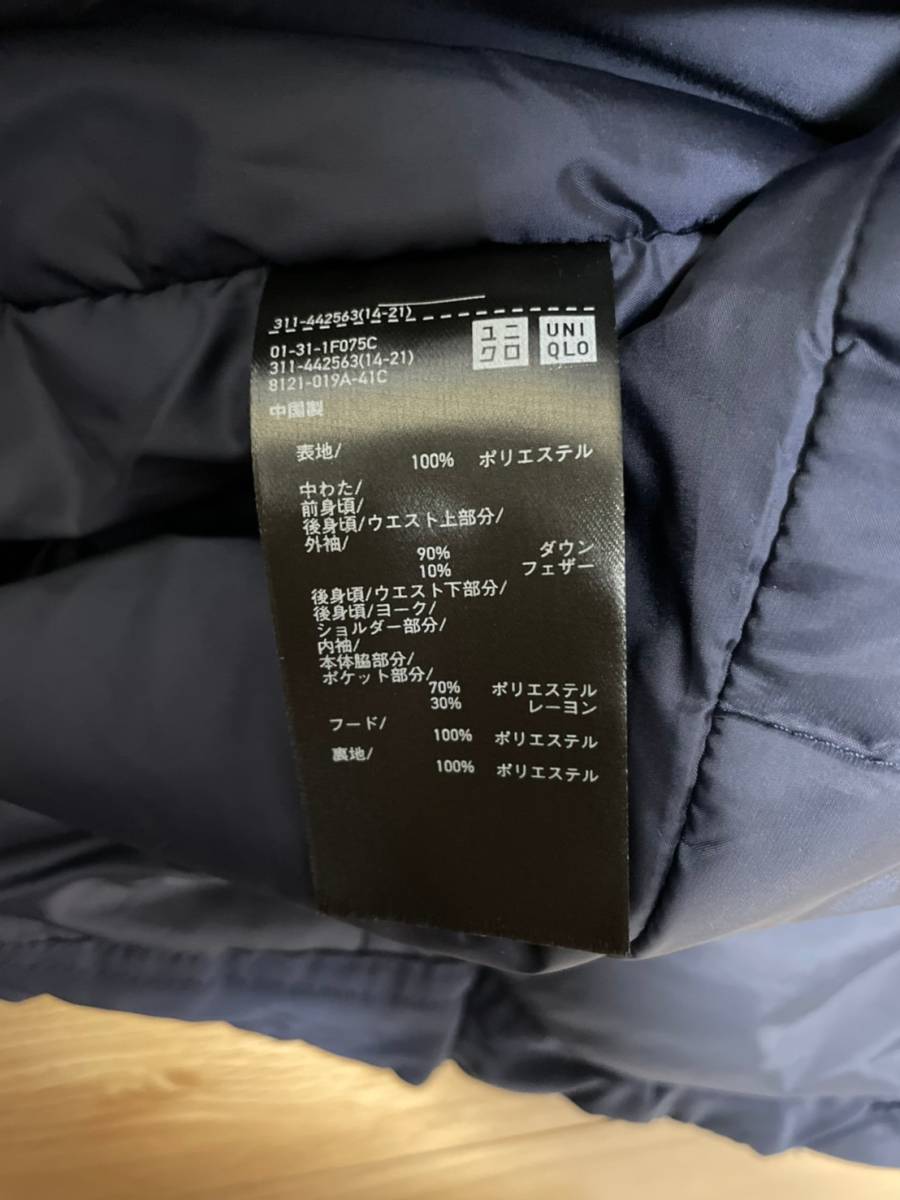 311-442563(14-21)
ユニ
クロ
UNI
QLO
01-31-1F075C
311-442563(14-21)
8121-019A-41C
中国製
表地/
100% ポリエステル
中わた/
前身頃/
後身頃/ウエスト上部分/
外袖/
90% ダウン
10% フェザー
後身頃/ウエスト下部分/
後身頃/ヨーク/
ショルダー部分/
内袖/
本体脇部分/
ポケット部分/
70% ポリエステル
30% レーヨン
フード/
100% ポリエステル
裏地/
100% ポリエステル